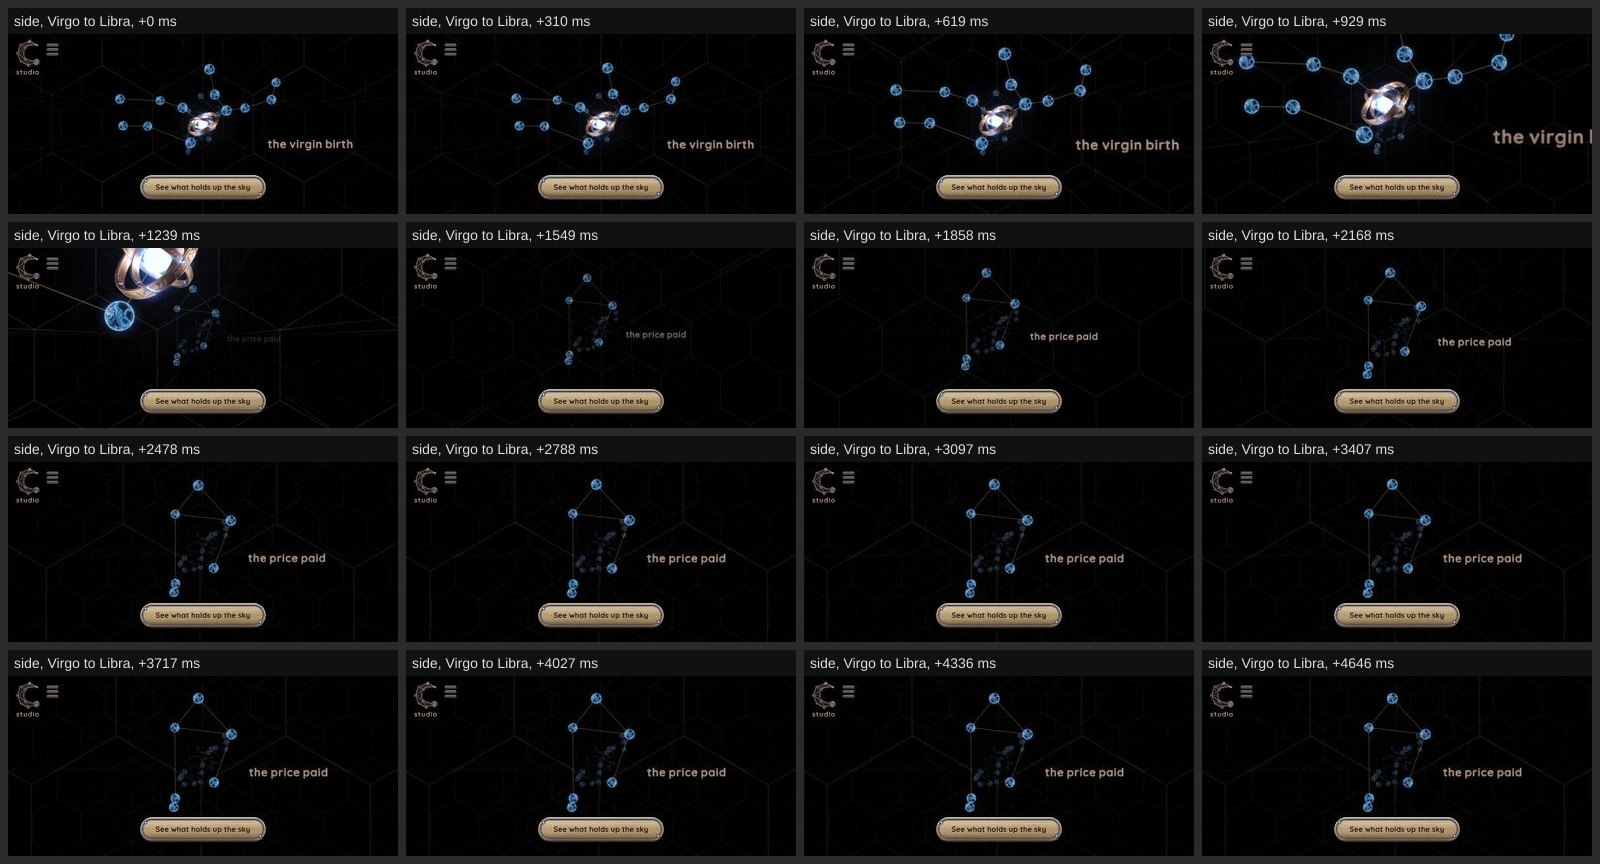 side, Virgo to Libra, +0 ms
studio
the virgin birth
See what holds up the sky
side, Virgo to Libra, +310 ms
studio
the virgin birth
See what holds up the sky
side, Virgo to Libra, +619 ms
studio
the virgin birth
See what holds up the sky
side, Virgo to Libra, +929 ms
studio
the virgin
See what holds up the sky
side, Virgo to Libra, +1239 ms
studio
the price paid
See what holds up the sky
side, Virgo to Libra, +1549 ms
studio
the price paid
See what holds up the sky
side, Virgo to Libra, +1858 ms
studio
the price paid
See what holds up the sky
side, Virgo to Libra, +2168 ms
studio
the price paid
See what holds up the sky
side, Virgo to Libra, +2478 ms
studio
the price paid
See what holds up the sky
side, Virgo to Libra, +2788 ms
studio
the price paid
See what holds up the sky
side, Virgo to Libra, +3097 ms
studio
the price paid
See what holds up the sky
side, Virgo to Libra, +3407 ms
studio
the price paid
See what holds up the sky
side, Virgo to Libra, +3717 ms
studio
the price paid
See what holds up the sky
side, Virgo to Libra, +4027 ms
studio
the price paid
See what holds up the sky
side, Virgo to Libra, +4336 ms
studio
the price paid
See what holds up the sky
side, Virgo to Libra, +4646 ms
studio
the price paid
See what holds up the sky